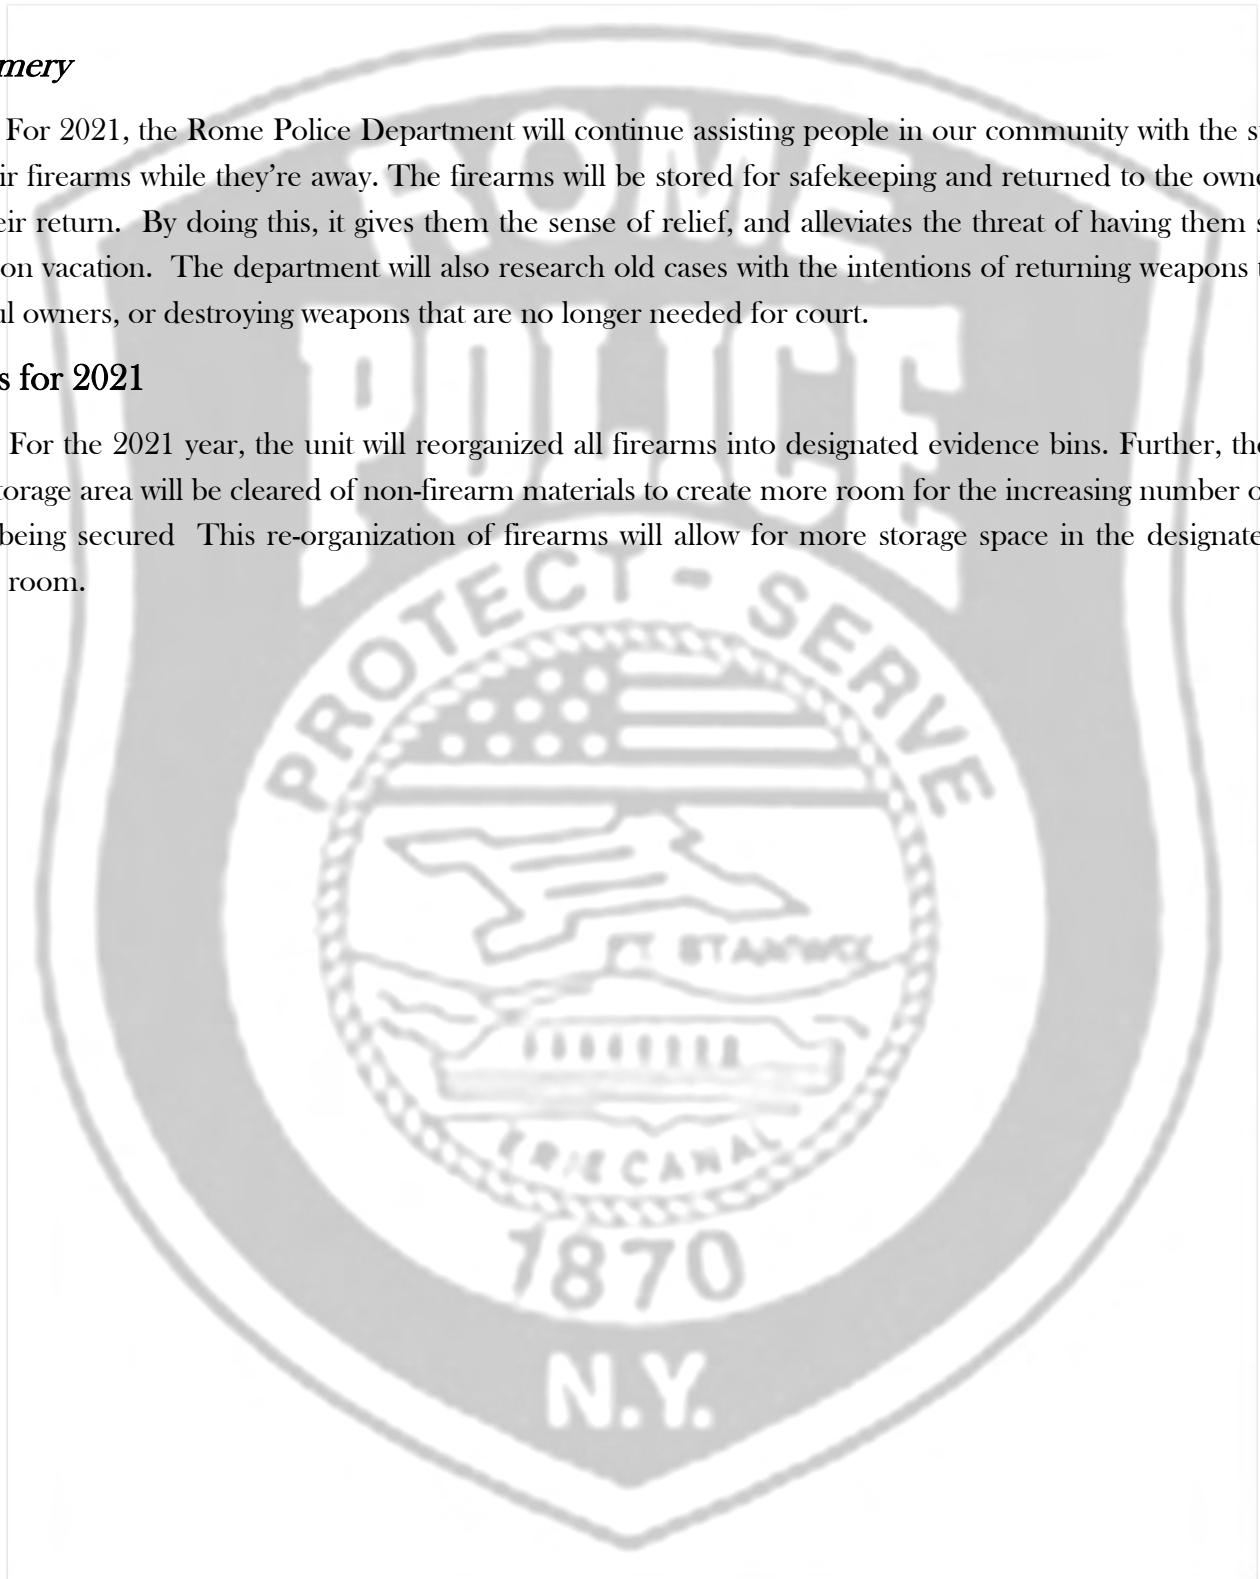 mery
For 2021, the Rome Police Department will continue assisting people in our community with the s
ir firearms while they're away. The firearms will be stored for safekeeping and returned to the own
eir return. By doing this, it gives them the sense of relief, and alleviates the threat of having them s
on vacation. The department will also research old cases with the intentions of returning weapons t
ul owners, or destroying weapons that are no longer needed for court.
s for 2021
For the 2021 year, the unit will reorganized all firearms into designated evidence bins. Further, the
torage area will be cleared of non-firearm materials to create more room for the increasing number o
being secured This re-organization of firearms will allow for more storage space in the designate
room.
ROME
POLICE
PROTECT - SERVE
FT STANWIX
ERIE CANAL
1870
N.Y.